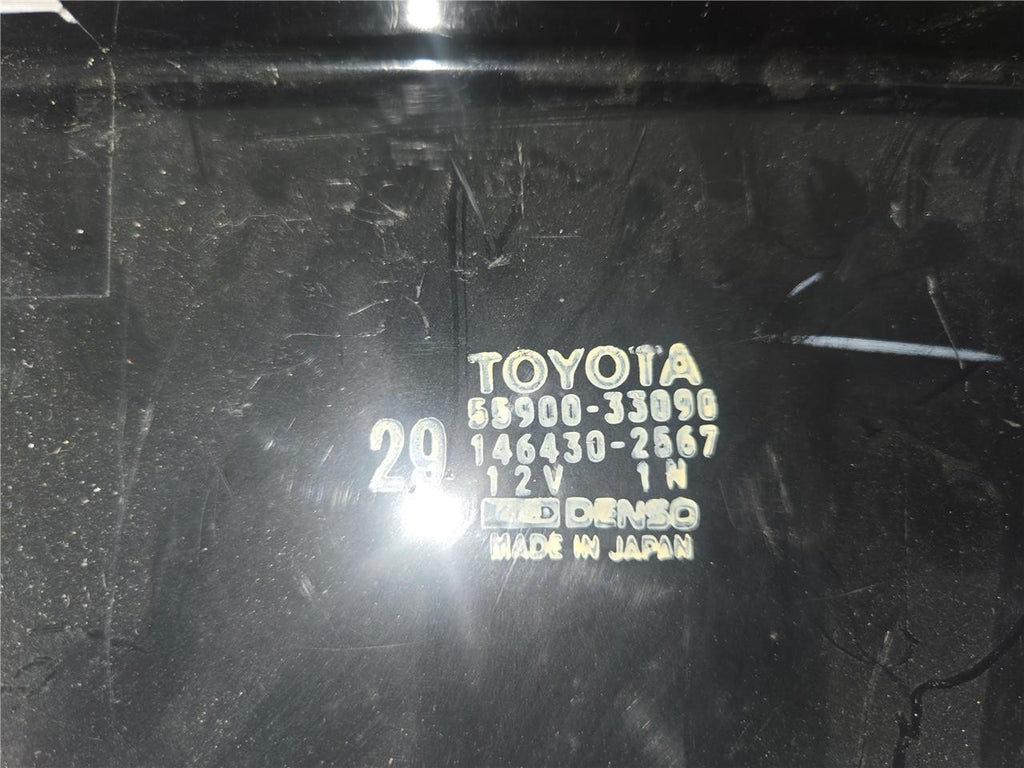 TOYOTA
55900-33090
146430-2567
29
12V 1N
DENSO
MADE IN JAPAN